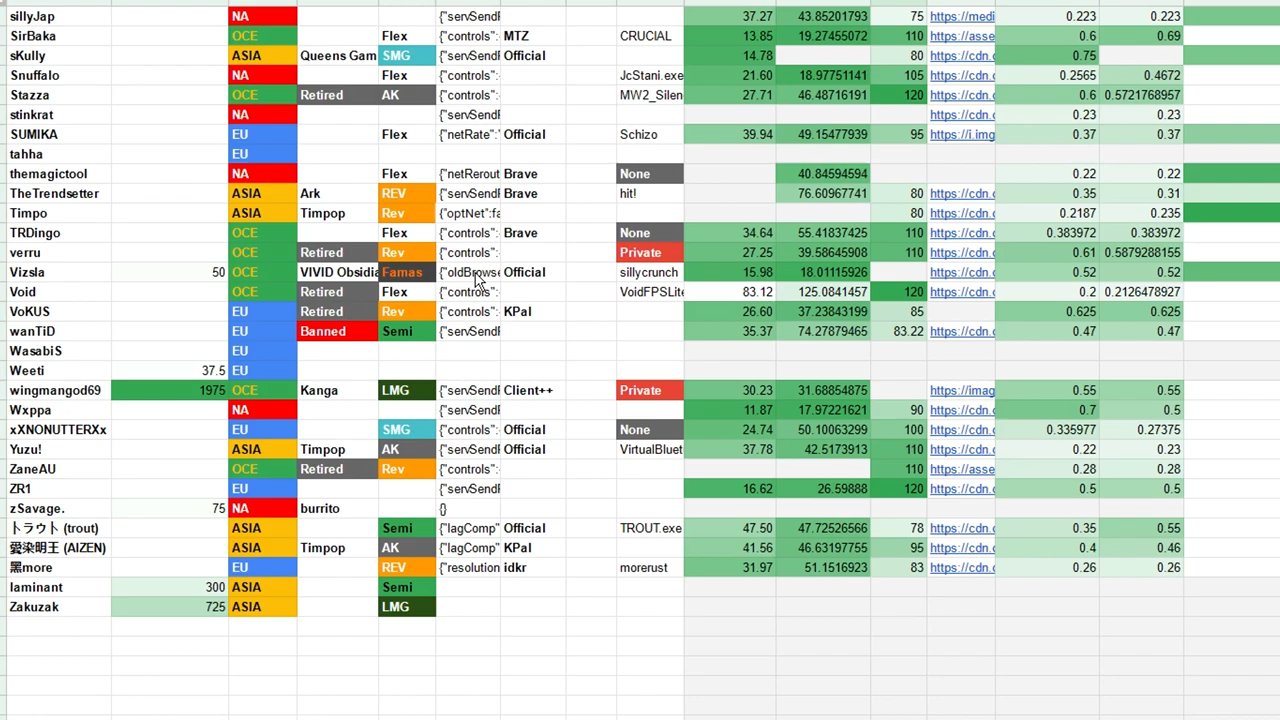 sillyJap NA {"servSendF 37.27 43.85201793 75 https://medi 0.223 0.223
SirBaka OCE Flex {"controls": MTZ CRUCIAL 13.85 19.27455072 110 https://asse 0.6 0.69
sKully ASIA Queens Gam SMG {"servSendF Official 14.78 80 https://cdn.c 0.5
Snuffalo NA Flex {"controls": JcStani.exe 21.60 18.97751141 105 https://cdn.c 0.2565 0.4672
Stazza OCE Retired AK {"controls": MW2_Silen 27.71 46.48716191 120 https://cdn.c 0.6 0.5721768957
stinkrat NA {"servSendF 0.23 0.23
SUMIKA EU Flex {"netRate":" Official Schizo 39.94 49.15477939 95 https://i.img 0.37 0.37
tahha EU
themagictool NA Flex {"netRerout Brave None 40.84594594 0.22 0.22
TheTrendsetter ASIA Ark REV {"servSendF Brave hit! 76.60967741 80 https://cdn.c 0.35 0.31
Timpo ASIA Timpop Rev {"optNet":fa 80 https://cdn.c 0.2187 0.235
TRDingo OCE Flex {"controls": Brave None 34.64 55.41837425 110 https://cdn.c 0.383972 0.383972
verru OCE Retired Rev {"controls": Private 27.25 39.58645908 110 https://cdn.c 0.61 0.5879288155
Vizsla 50 OCE VIVID Obsidia Famas {"oldBrowse Official sillycrunch 15.98 18.01115926 https://cdn.c 0.52 0.52
Void OCE Retired Flex {"controls": VoidFPSLite 83.12 125.0841457 120 https://cdn.c 0.2 0.2126478927
VoKUS EU Retired Rev {"controls": KPal 26.60 37.23843199 85 0.625 0.625
wanTiD EU Banned Semi {"servSendF 35.37 74.27879465 83.22 https://cdn.c 0.47 0.47
WasabiS EU
Weeti 37.5 EU
wingmangod69 1975 OCE Kanga LMG {"servSendF Client++ Private 30.23 31.68854875 https://imag 0.55 0.55
Wxppa NA {"servSendF 11.87 17.97221621 90 https://cdn.c 0.7 0.5
xXNONUTTERXx EU SMG {"servSendF Official None 24.74 50.10063299 100 https://cdn.c 0.335977 0.27375
Yuzu! ASIA Timpop AK {"servSendF Official VirtualBluet 37.78 42.5173913 110 https://cdn.c 0.22 0.23
ZaneAU OCE Retired Rev {"controls": 110 https://asse 0.28 0.28
ZR1 EU {"servSendF 16.62 26.59888 120 https://cdn.c 0.5 0.5
zSavage. 75 NA burrito {}
トラウト (trout) ASIA Semi {"lagComp" Official TROUT.exe 47.50 47.72526566 78 https://cdn.c 0.35 0.55
愛染明王 (AIZEN) ASIA Timpop AK {"lagComp" KPal 41.56 46.63197755 95 https://cdn.c 0.4 0.46
黑more EU REV {"resolution idkr morerust 31.97 51.1516923 83 https://cdn.c 0.26 0.26
laminant 300 ASIA Semi
Zakuzak 725 ASIA LMG